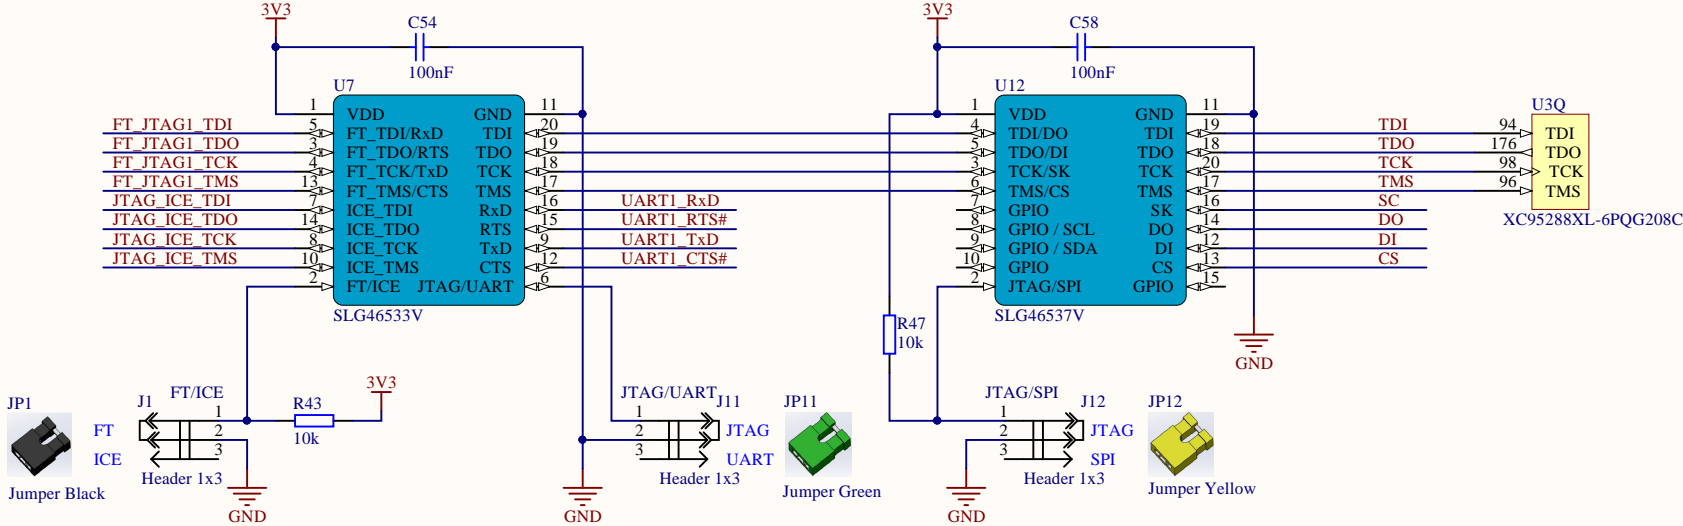 3V3
C54
100nF
U7
1 VDD GND 11
FT_JTAG1_TDI 5 FT_TDI/RxD TDI 20
FT_JTAG1_TDO 3 FT_TDO/RTS TDO 19
FT_JTAG1_TCK 4 FT_TCK/TxD TCK 18
FT_JTAG1_TMS 13 FT_TMS/CTS TMS 17
JTAG_ICE_TDI 7 ICE_TDI RxD 16 UART1_RxD
JTAG_ICE_TDO 14 ICE_TDO RTS 15 UART1_RTS#
JTAG_ICE_TCK 8 ICE_TCK TxD 9 UART1_TxD
JTAG_ICE_TMS 10 ICE_TMS CTS 12 UART1_CTS#
2 FT/ICE JTAG/UART 6
SLG46533V
3V3
C58
100nF
U12
1 VDD GND 11
4 TDI/DO TDI 19 TDI
5 TDO/DI TDO 18 TDO
3 TCK/SK TCK 20 TCK
6 TMS/CS TMS 17 TMS
7 GPIO SK 16 SC
8 GPIO / SCL DO 14 DO
9 GPIO / SDA DI 12 DI
10 GPIO CS 13 CS
2 JTAG/SPI GPIO 15
SLG46537V
U3Q
94 TDI
176 TDO
98 TCK
96 TMS
XC95288XL-6PQG208C
R47
10k
GND
JP1
Jumper Black
J1
FT/ICE
FT
ICE
1
2
3
Header 1x3
R43
10k
3V3
GND
GND
JTAG/UART
J11
1
2
3
JTAG
UART
Header 1x3
JP11
Jumper Green
JTAG/SPI
J12
1
2
3
JTAG
SPI
Header 1x3
GND
JP12
Jumper Yellow